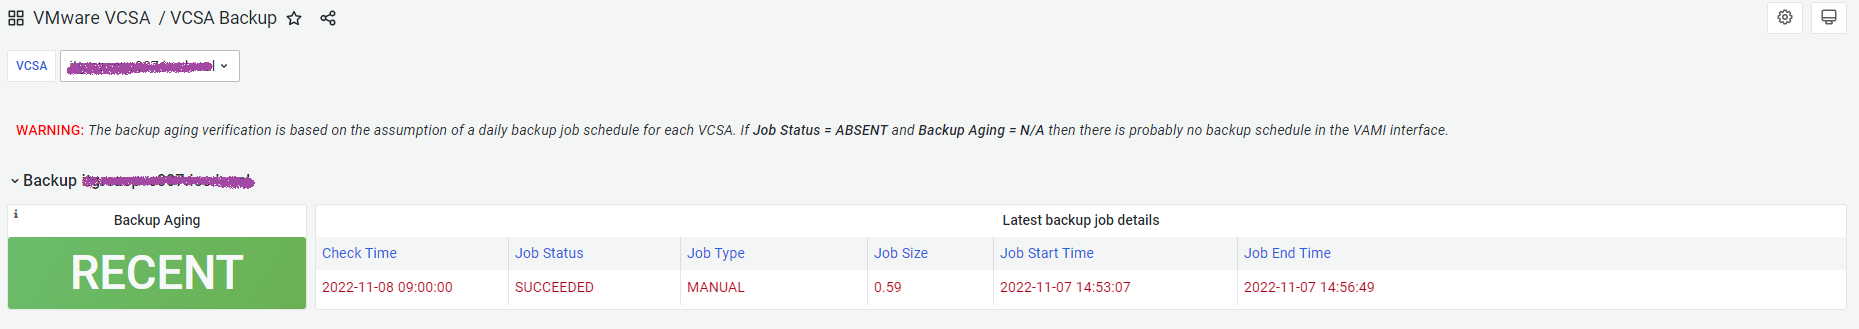 VMware VCSA / VCSA Backup
VCSA
WARNING: The backup aging verification is based on the assumption of a daily backup job schedule for each VCSA. If Job Status = ABSENT and Backup Aging = N/A then there is probably no backup schedule in the VAMI interface.
Backup
i
Backup Aging
RECENT
Latest backup job details
Check Time Job Status Job Type Job Size Job Start Time Job End Time
2022-11-08 09:00:00 SUCCEEDED MANUAL 0.59 2022-11-07 14:53:07 2022-11-07 14:56:49